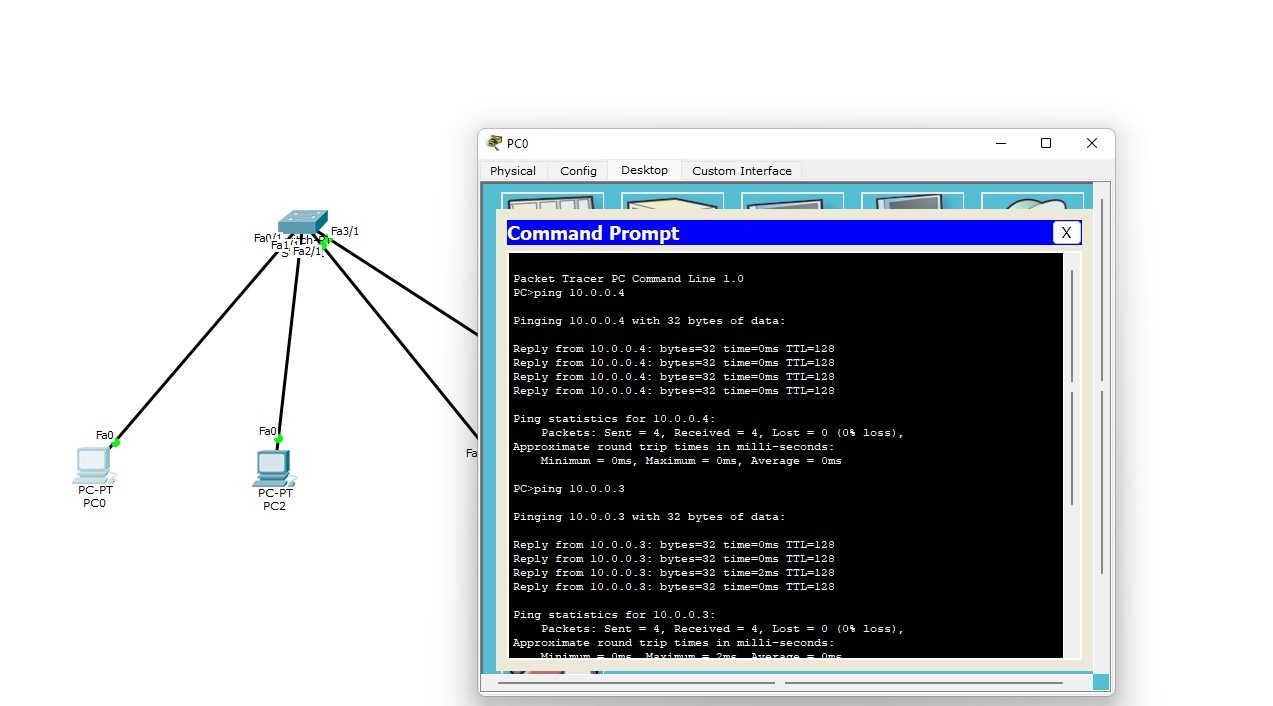 PC0
Physical Config Desktop Custom Interface
Command Prompt X
Packet Tracer PC Command Line 1.0
PC>ping 10.0.0.4
Pinging 10.0.0.4 with 32 bytes of data:
Reply from 10.0.0.4: bytes=32 time=0ms TTL=128
Reply from 10.0.0.4: bytes=32 time=0ms TTL=128
Reply from 10.0.0.4: bytes=32 time=0ms TTL=128
Reply from 10.0.0.4: bytes=32 time=0ms TTL=128
Ping statistics for 10.0.0.4:
Packets: Sent = 4, Received = 4, Lost = 0 (0% loss),
Approximate round trip times in milli-seconds:
Minimum = 0ms, Maximum = 0ms, Average = 0ms
PC>ping 10.0.0.3
Pinging 10.0.0.3 with 32 bytes of data:
Reply from 10.0.0.3: bytes=32 time=0ms TTL=128
Reply from 10.0.0.3: bytes=32 time=0ms TTL=128
Reply from 10.0.0.3: bytes=32 time=2ms TTL=128
Reply from 10.0.0.3: bytes=32 time=0ms TTL=128
Ping statistics for 10.0.0.3:
Packets: Sent = 4, Received = 4, Lost = 0 (0% loss),
Approximate round trip times in milli-seconds:
Minimum = 0ms, Maximum = 2ms, Average = 0ms
Fa3/1
Fa0/1
Fa1/1
Fa2/1
Fa0
PC-PT
PC0
Fa0
PC-PT
PC2
Fa